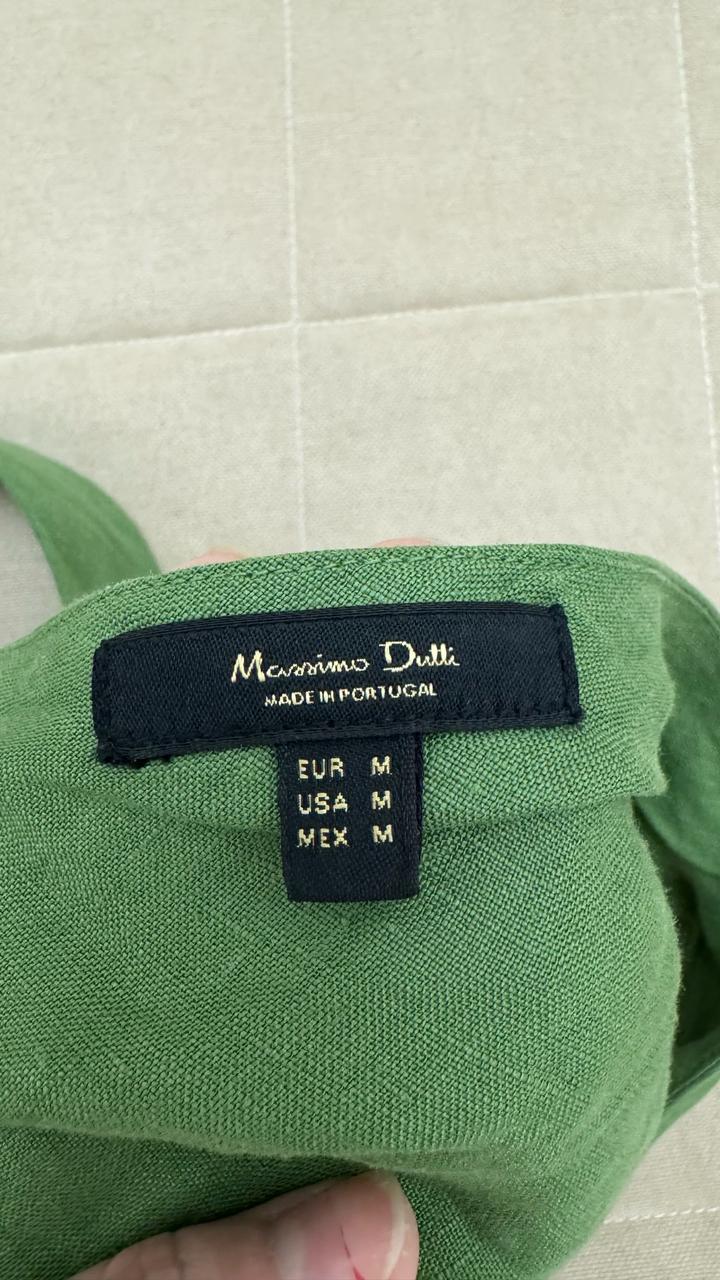 Massimo Dutti
MADE IN PORTUGAL
EUR M
USA M
MEX M